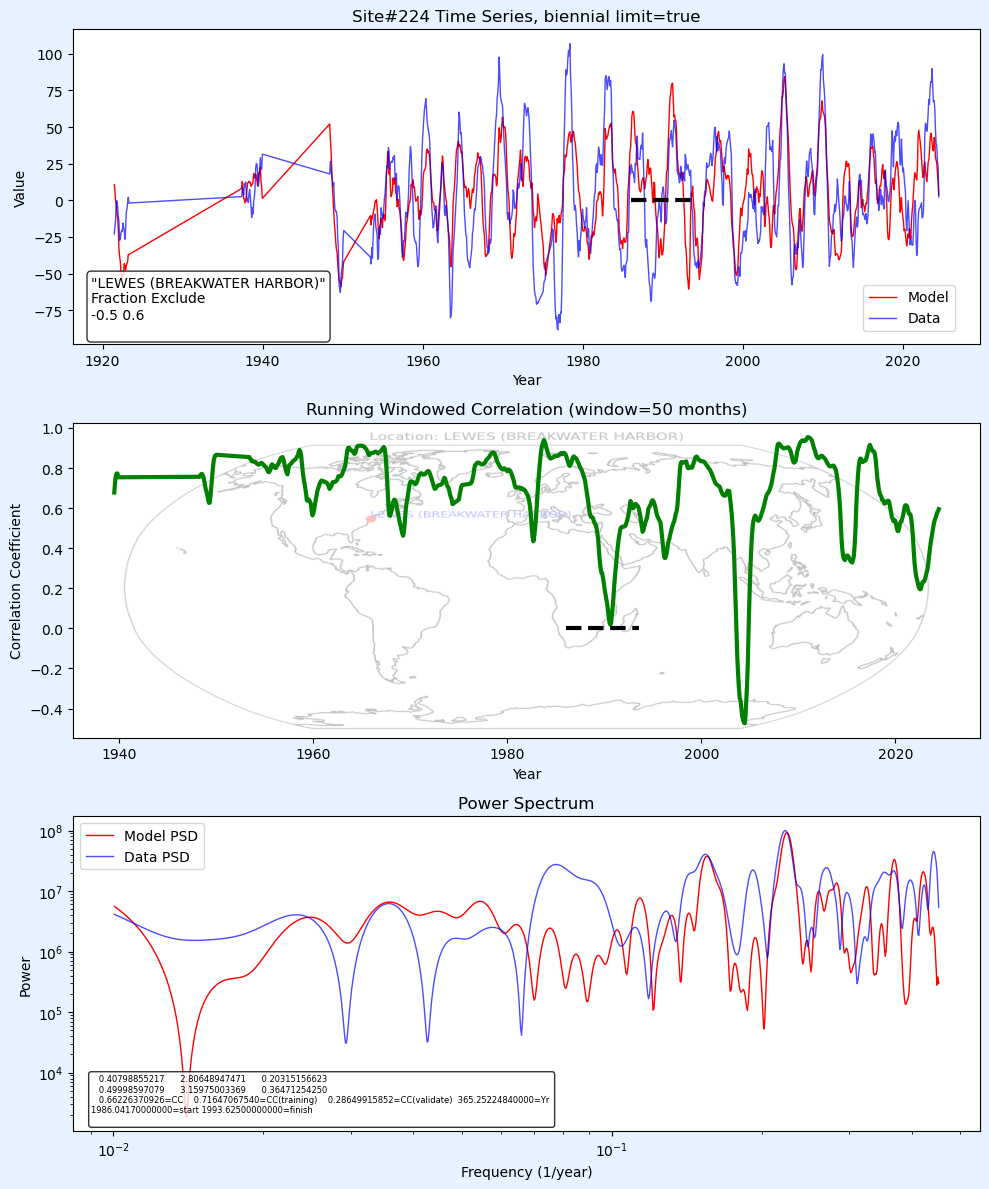 Site#224 Time Series, biennial limit=true
Value
100
75
50
25
0
−25
−50
−75
"LEWES (BREAKWATER HARBOR)"
Fraction Exclude
-0.5 0.6
Model
Data
1920 1940 1960 1980 2000 2020
Year
Running Windowed Correlation (window=50 months)
Location: LEWES (BREAKWATER HARBOR)
LEWES (BREAKWATER HARBOR)
Correlation Coefficient
1.0
0.8
0.6
0.4
0.2
0.0
−0.4
−0.2
1940 1960 1980 2000 2020
Year
Power Spectrum
Model PSD
Data PSD
Power
10^8
10^7
10^6
10^5
10^4
0.40798855217 2.80648947471 0.20315156623
0.49998597079 3.15975003369 0.36471254250
0.66226370926=CC 0.71647067540=CC(training) 0.28649915852=CC(validate) 365.25224840000=Yr
1986.04170000000=start 1993.62500000000=finish
10^−2 10^−1
Frequency (1/year)